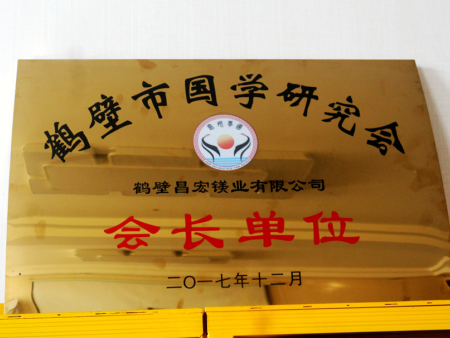 鹤壁市国学研究会
鹤壁昌宏镁业有限公司
会长单位
二〇一七年十二月